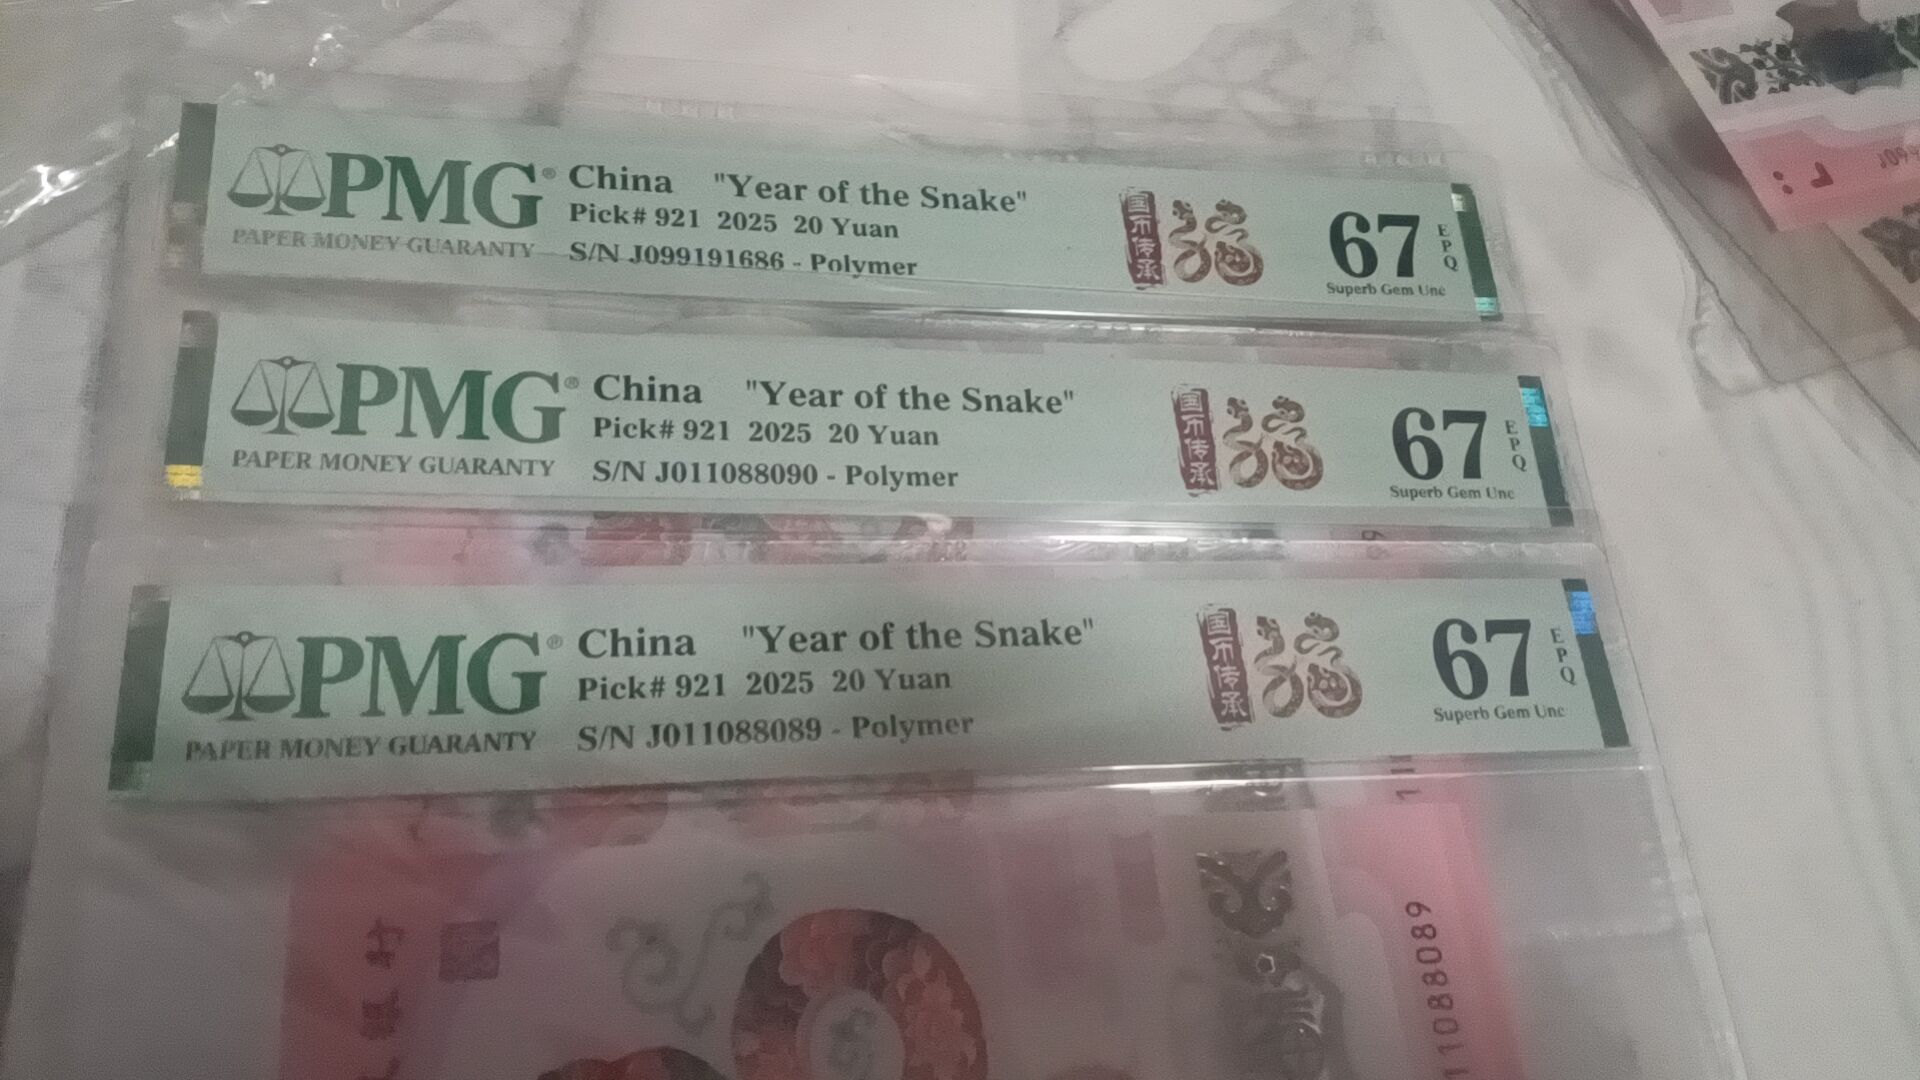 PMG® China "Year of the Snake"
Pick# 921 2025 20 Yuan
PAPER MONEY GUARANTY S/N J099191686 - Polymer
国币传承
福
67 EPQ
Superb Gem Unc
PMG® China "Year of the Snake"
Pick# 921 2025 20 Yuan
PAPER MONEY GUARANTY S/N J011088090 - Polymer
国币传承
福
67 EPQ
Superb Gem Unc
PMG® China "Year of the Snake"
Pick# 921 2025 20 Yuan
PAPER MONEY GUARANTY S/N J011088089 - Polymer
国币传承
福
67 EPQ
Superb Gem Unc
11088089
J099